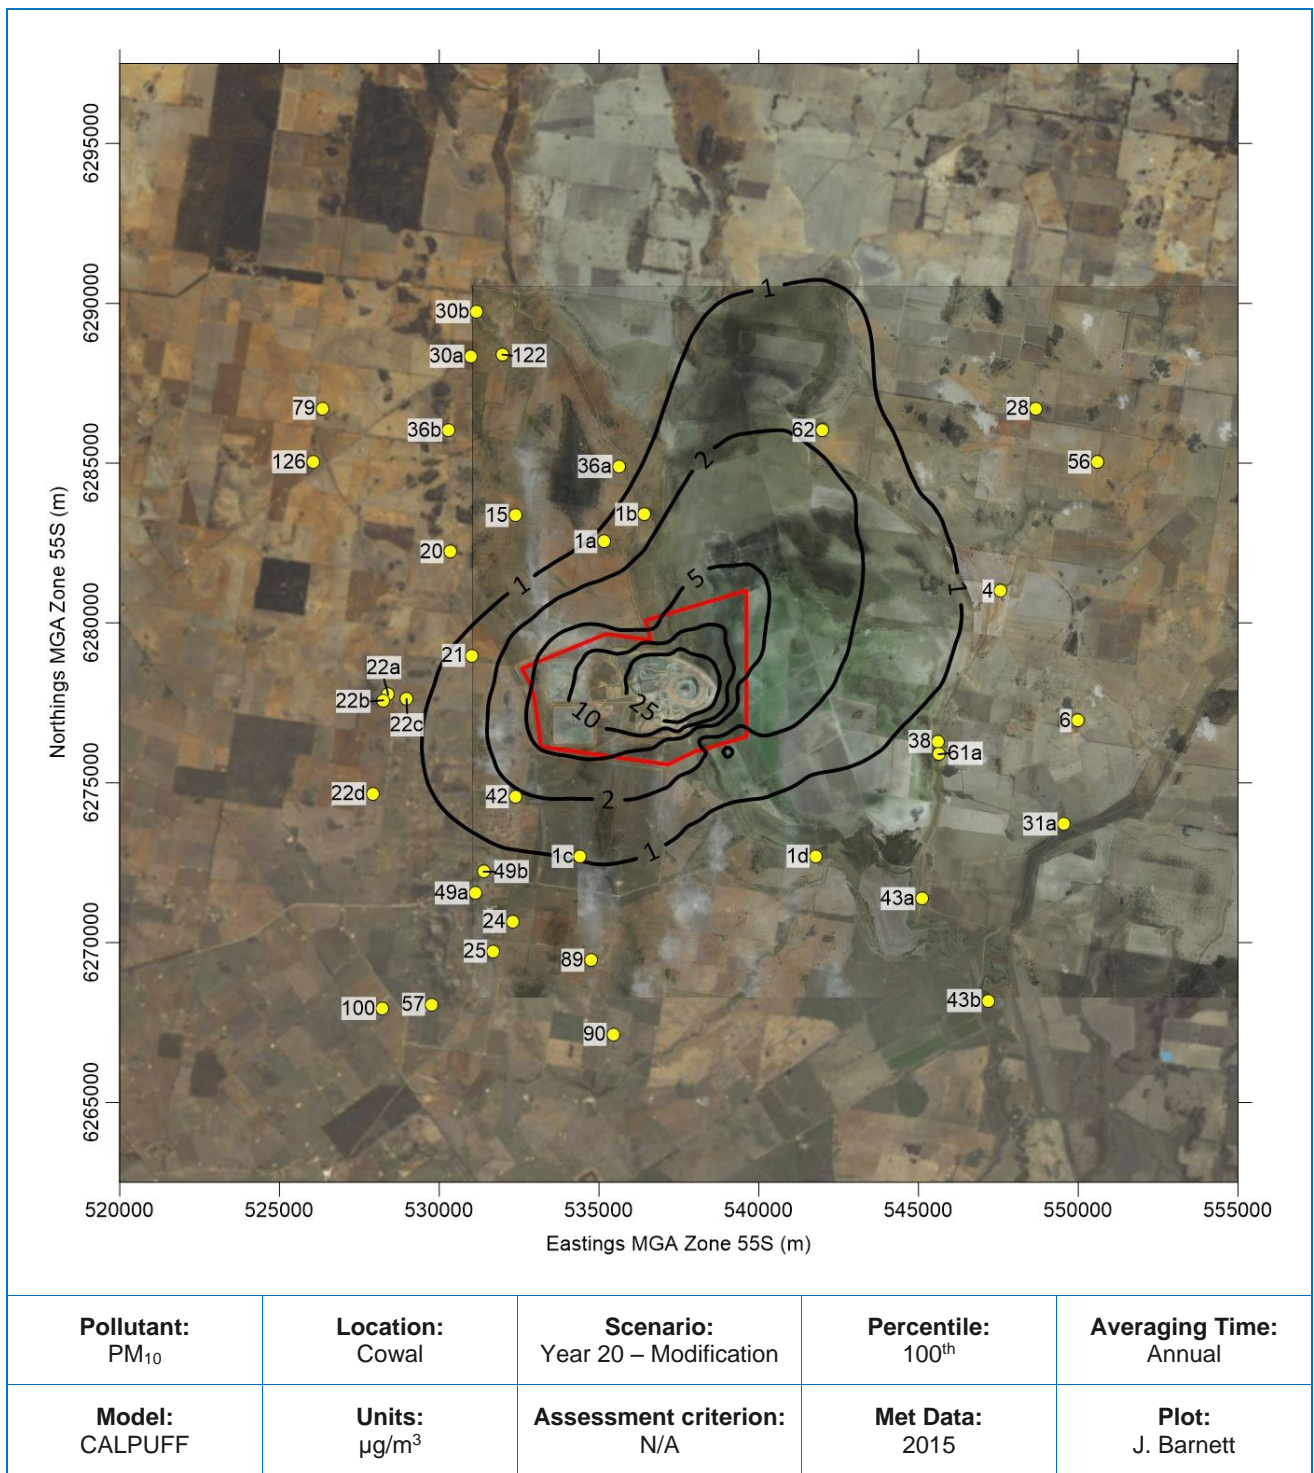 6295000
6290000
6285000
6280000
6275000
6270000
6265000
Northings MGA Zone 55S (m)
1
30b
30a
122
79
36b
62
28
126
2
36a
56
15
1b
1a
20
1
5
1
4
21
22a
22b
22c
10
25
6
38
61a
22d
42
2
31a
1
1c
1d
49b
49a
43a
24
25
89
100
57
43b
90
520000 525000 530000 535000 540000 545000 550000 555000
Eastings MGA Zone 55S (m)
Pollutant:
PM₁₀
Location:
Cowal
Scenario:
Year 20 – Modification
Percentile:
100ᵗʰ
Averaging Time:
Annual
Model:
CALPUFF
Units:
µg/m³
Assessment criterion:
N/A
Met Data:
2015
Plot:
J. Barnett